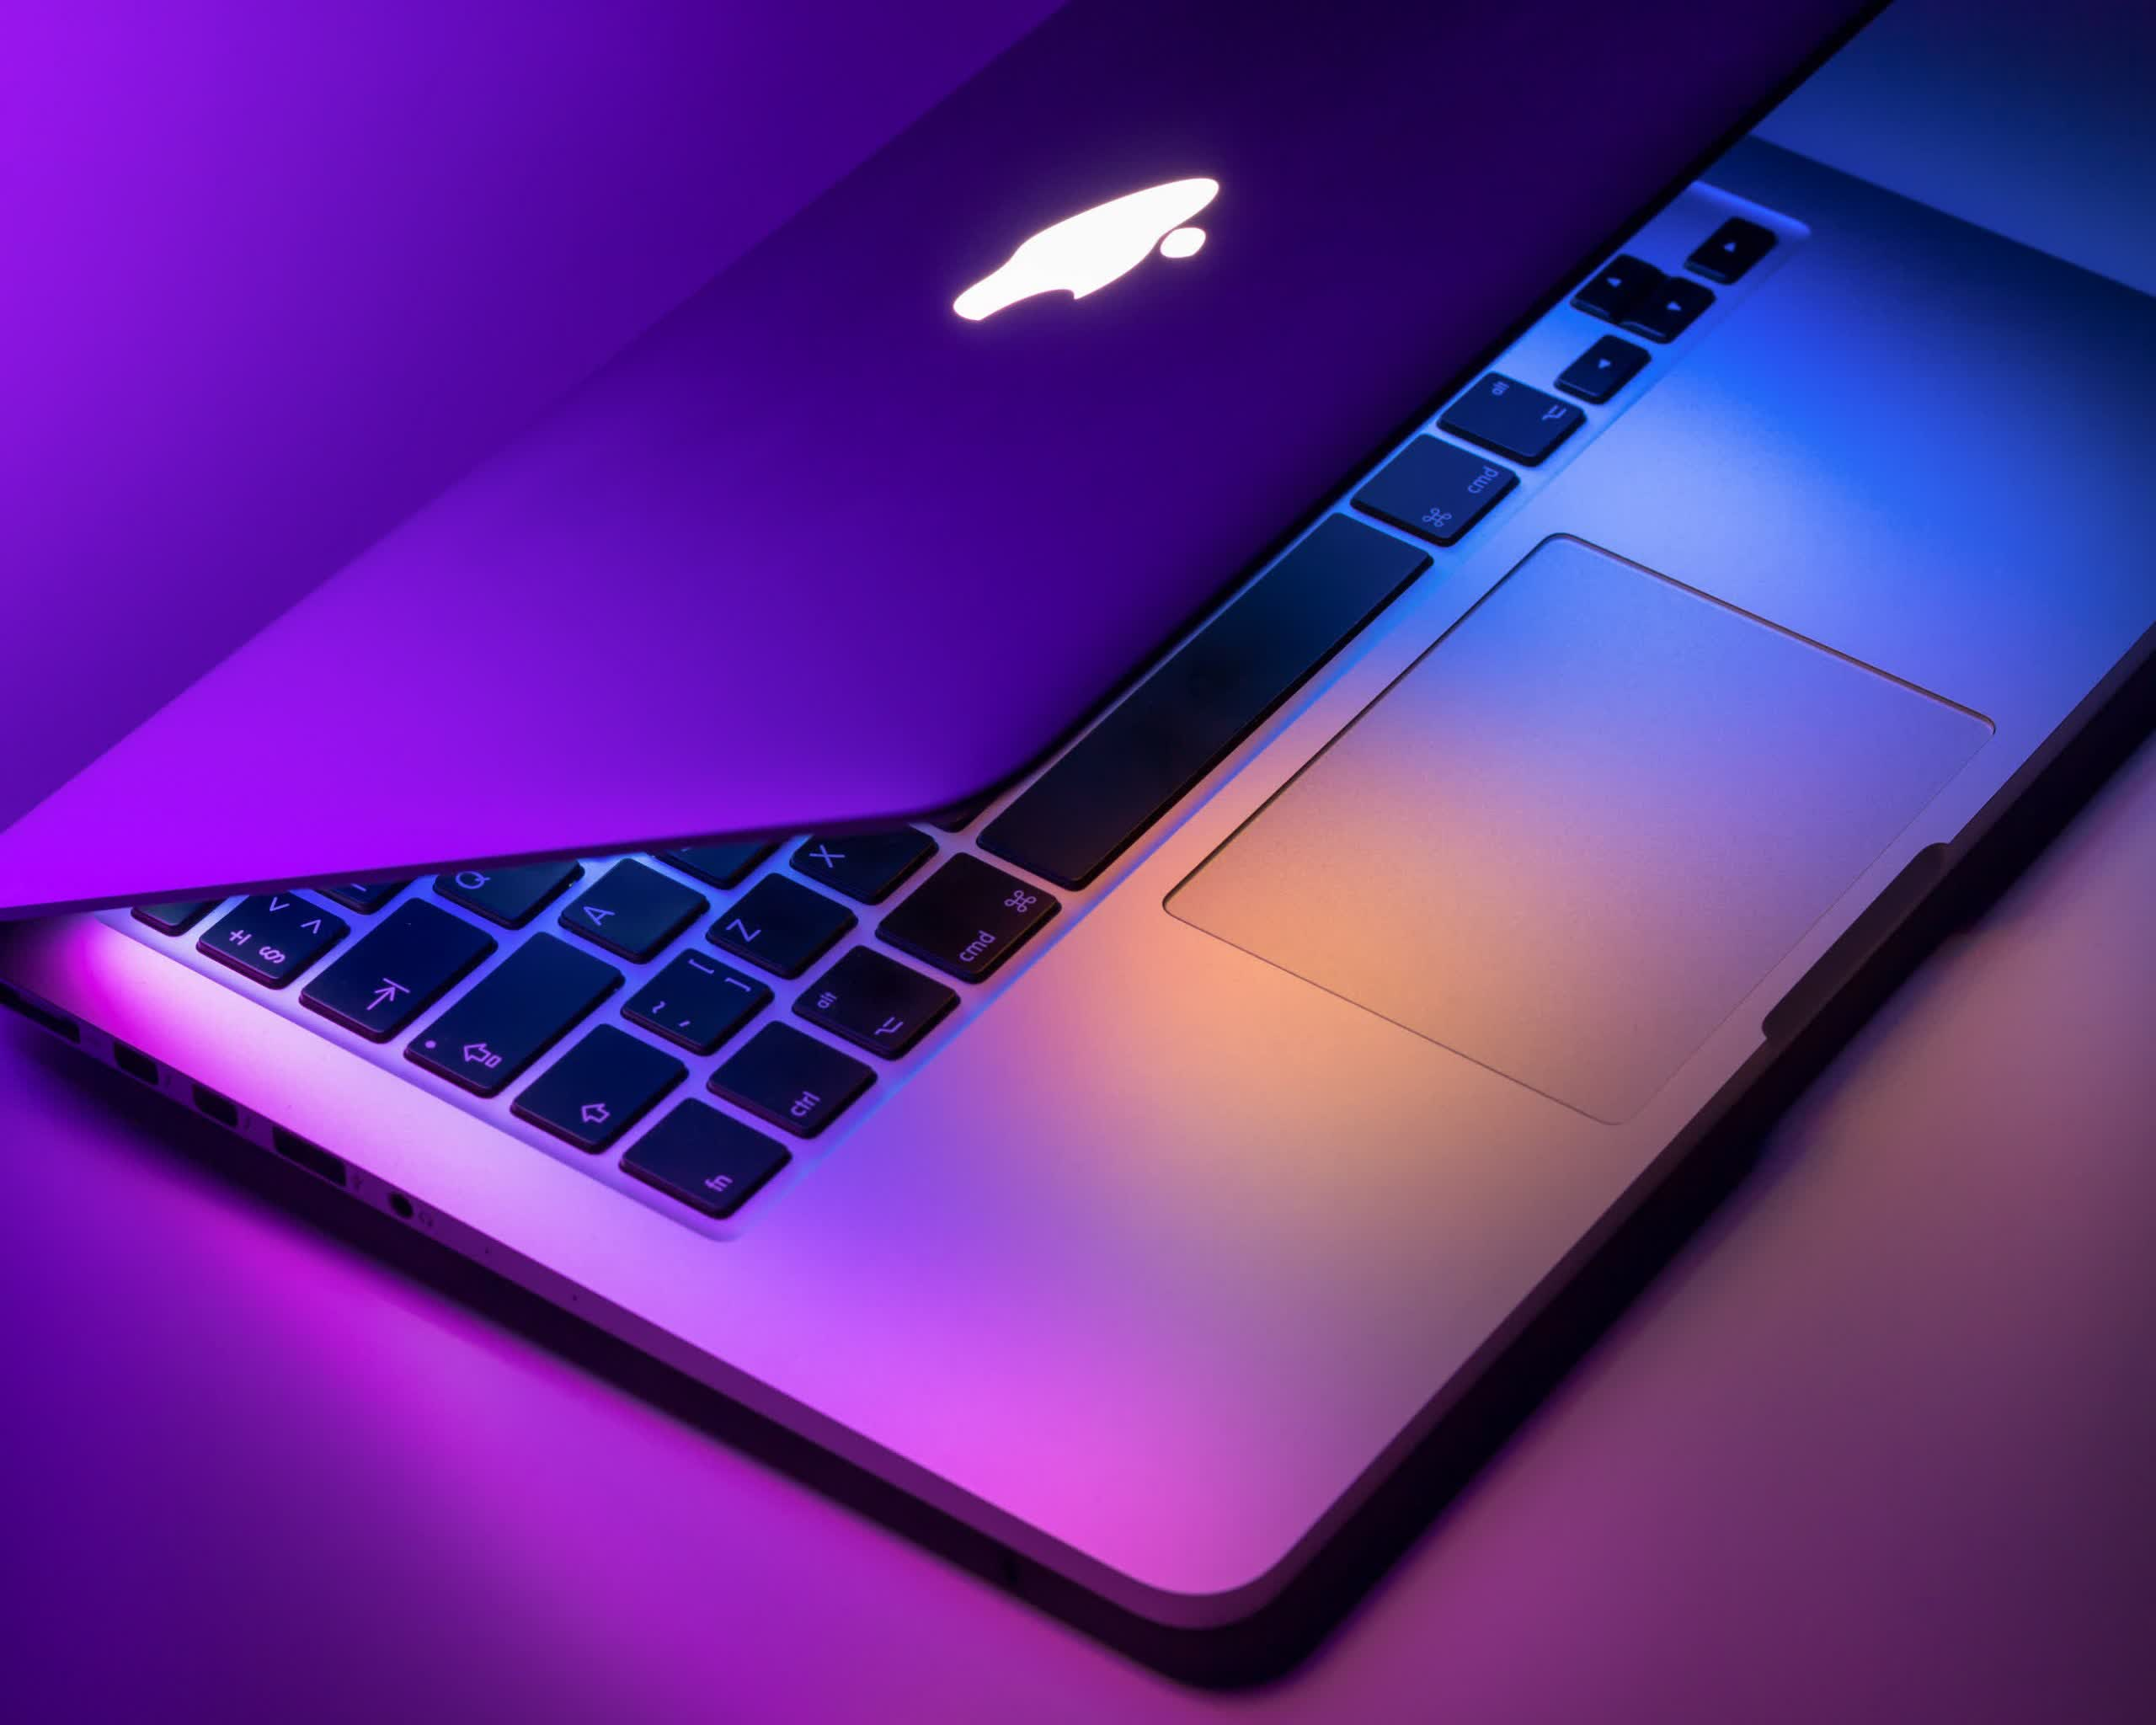 < >
± §
Q
A
Z
X
[ ]
~ ,
alt ⌥
⌘ cmd
ctrl
fn
cmd ⌘
alt ⌥